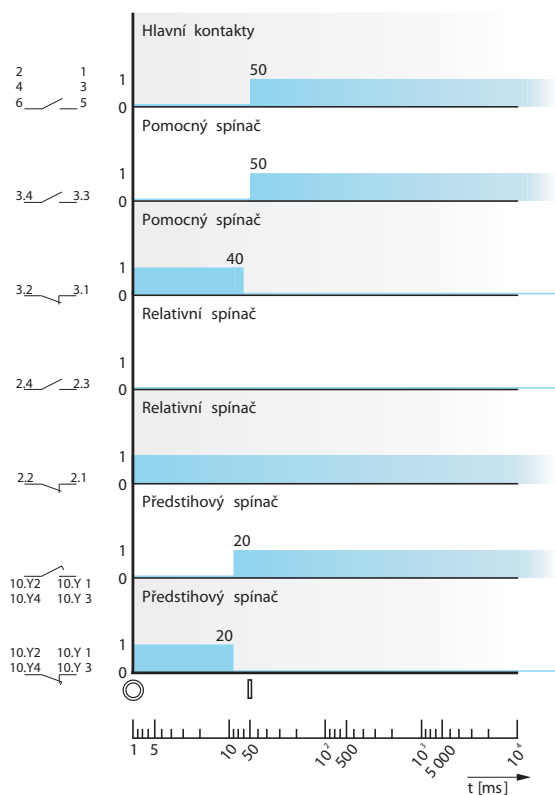 Hlavní kontakty
50
2 1
4 3
6 5
1
0
Pomocný spínač
50
3.4 3.3
1
0
Pomocný spínač
40
3.2 3.1
1
0
Relativní spínač
2.4 2.3
1
0
Relativní spínač
2.2 2.1
1
0
Předstihový spínač
20
10.Y2 10.Y 1
10.Y4 10.Y 3
1
0
Předstihový spínač
20
10.Y2 10.Y 1
10.Y4 10.Y 3
1
0
1 5 10 50 10² 500 10³ 5 000 10⁴
t [ms]